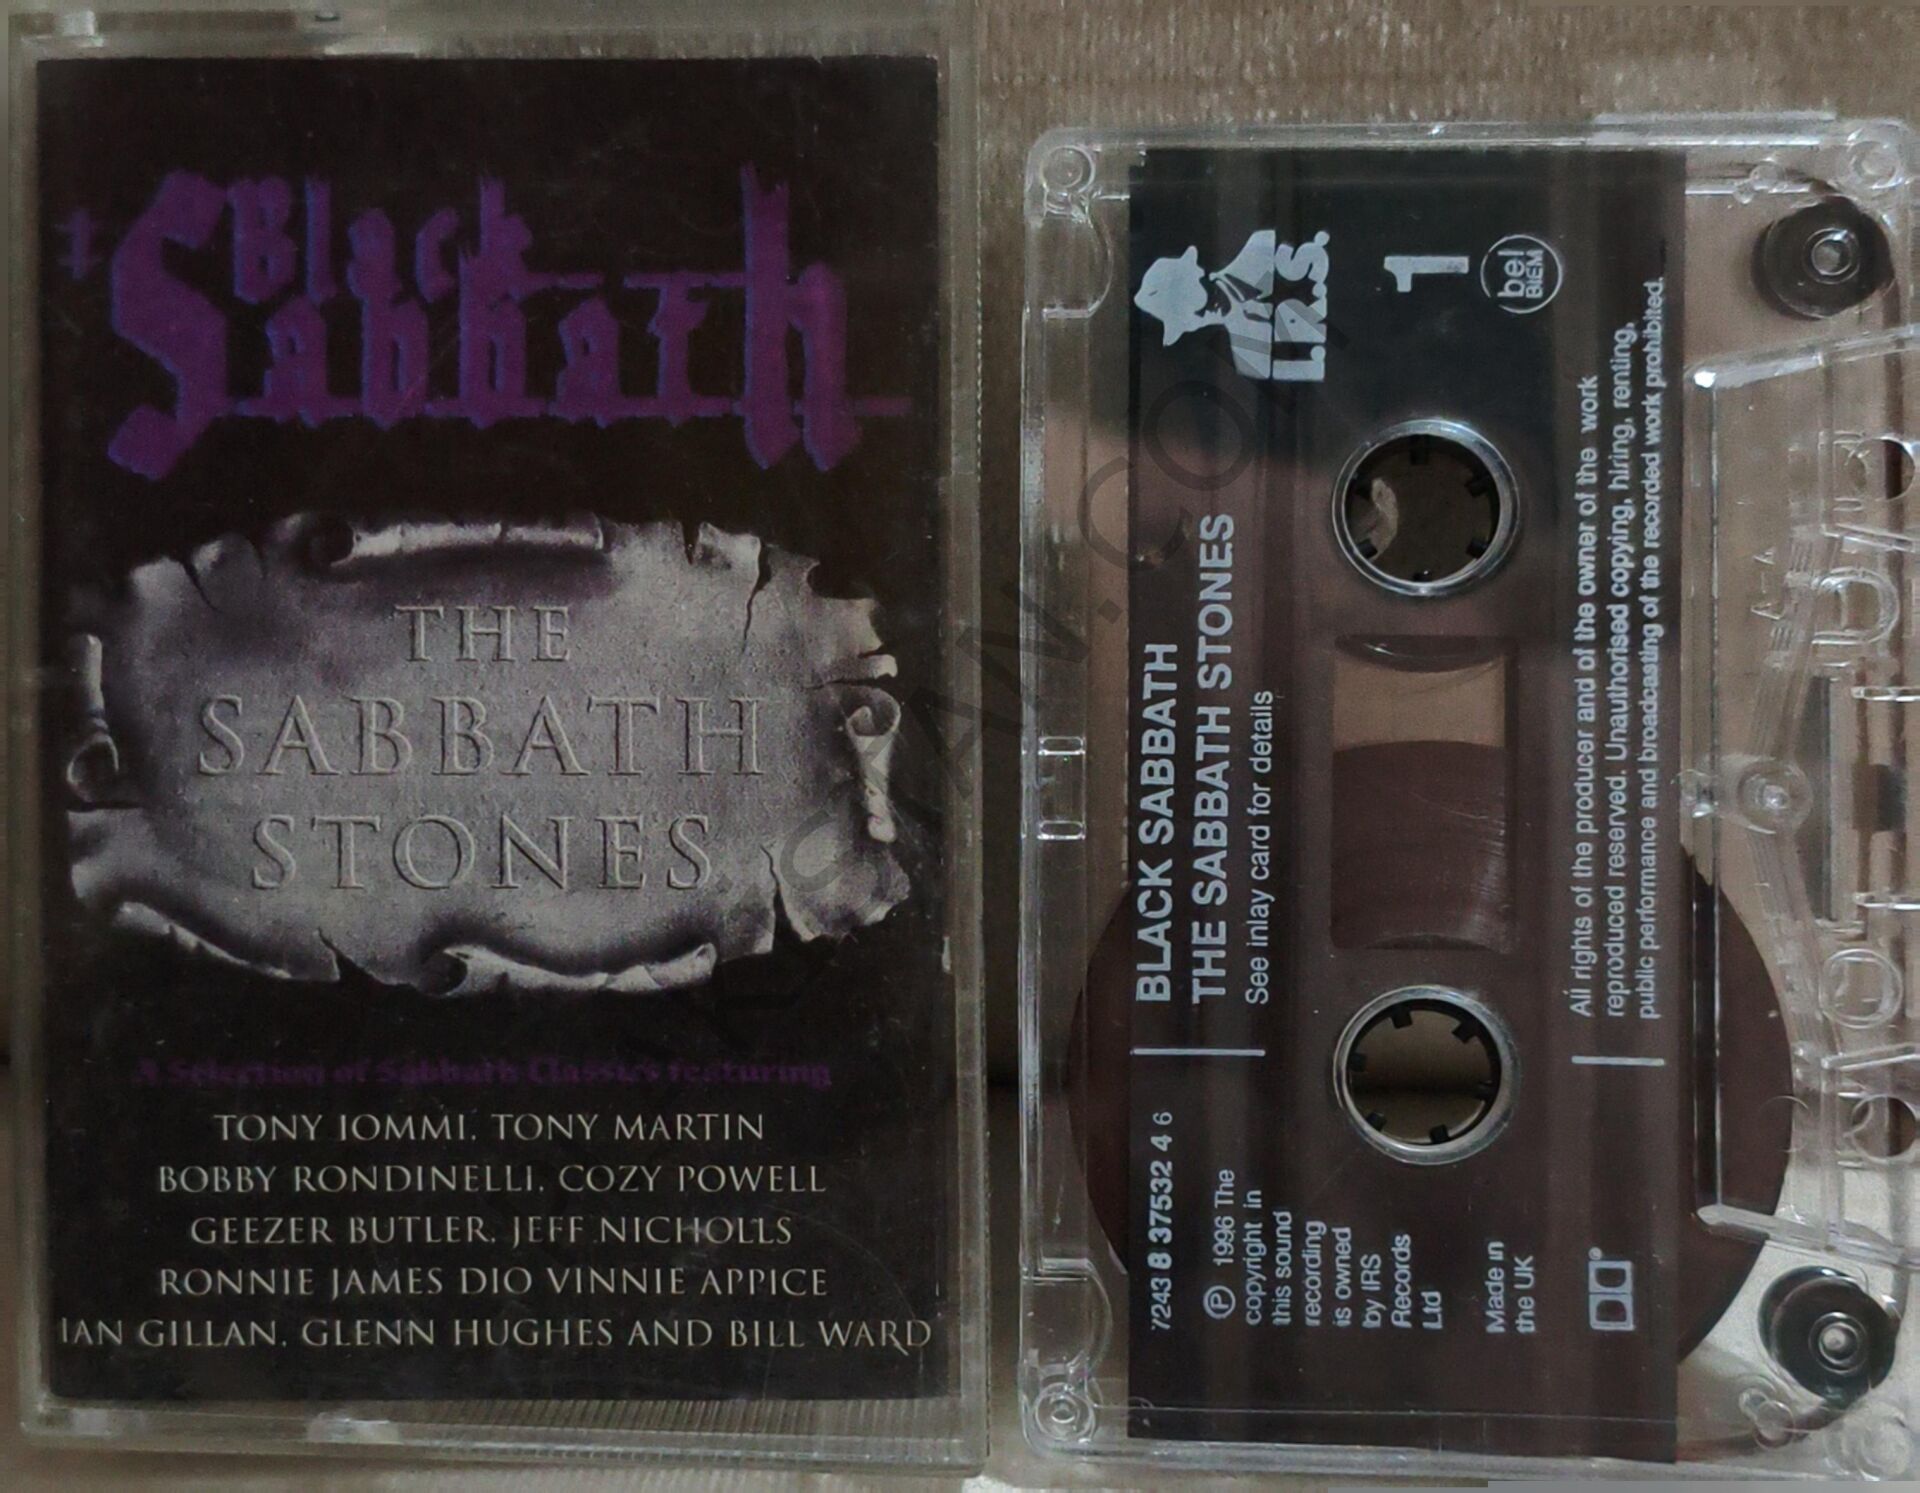 Black
Sabbath
THE
SABBATH
STONES
A Selection of Sabbath Classics featuring
TONY IOMMI, TONY MARTIN
BOBBY RONDINELLI, COZY POWELL
GEEZER BUTLER, JEFF NICHOLLS
RONNIE JAMES DIO VINNIE APPICE
IAN GILLAN, GLENN HUGHES AND BILL WARD
I.R.S.
1
bel
BIEM
BLACK SABBATH
THE SABBATH STONES
See inlay card for details
7243 8 37532 4 6
℗ 1996 The
copyright in
this sound
recording
is owned
by IRS
Records
Ltd
Made in
the UK
All rights of the producer and of the owner of the work
reproduced reserved. Unauthorised copying, hiring, renting,
public performance and broadcasting of the recorded work prohibited.